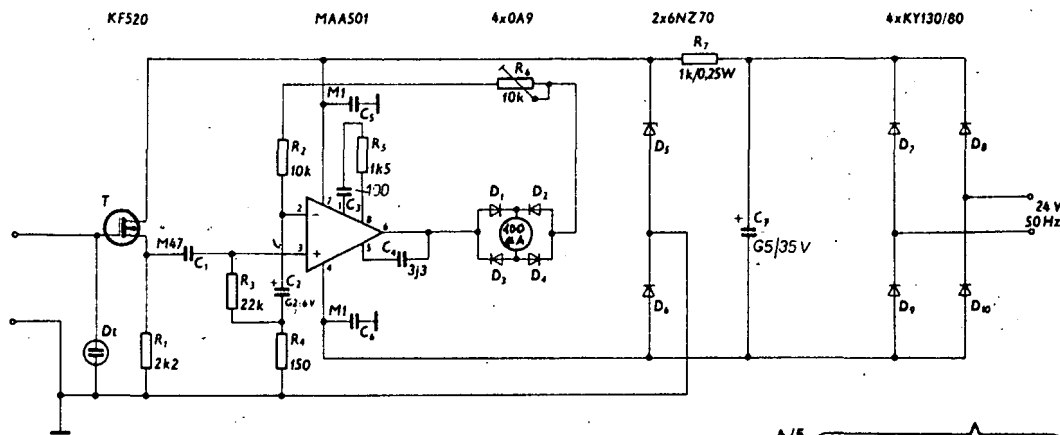 KF520 MAA501 4x0A9 2x6NZ70 4xKY130/80
R7
1k/0,25W
R6
10k
M1
C5
R2
10k
R5
1k5
100
C3
T
D1 D2
D5
D7 D8
24 V
50 Hz
2 7 1 8 6
3 4 5
400
μA
C7
G5/35V
M47
C1
C4
3j3
D3 D4
R3
22k
C2
M1
C6
D6
D9 D10
Dt
R1
2k2
R4
150